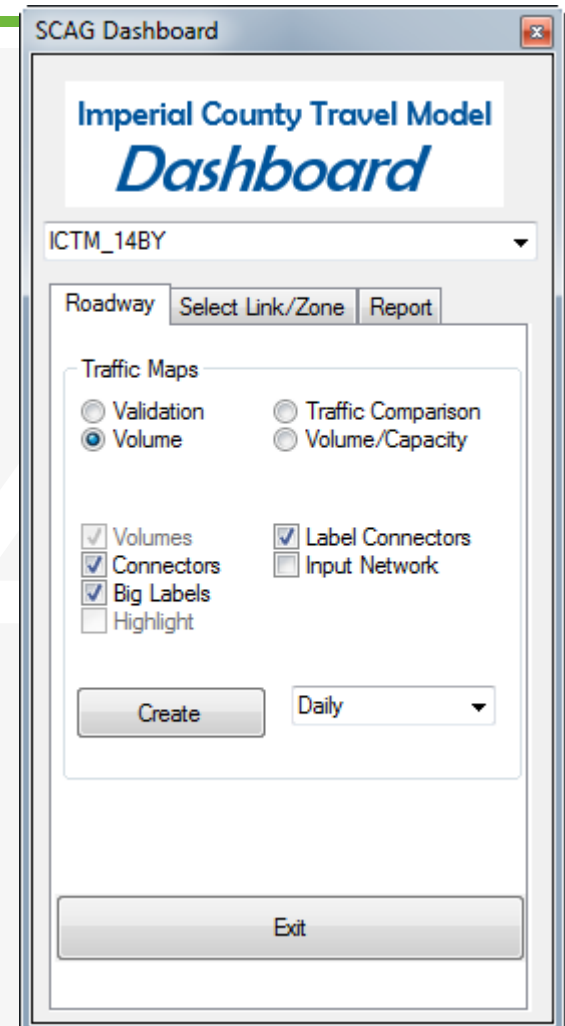 SCAG Dashboard
Imperial County Travel Model
Dashboard
ICTM_14BY
Roadway Select Link/Zone Report
Traffic Maps
Validation Traffic Comparison
Volume Volume/Capacity
Volumes Label Connectors
Connectors Input Network
Big Labels
Highlight
Create Daily
Exit